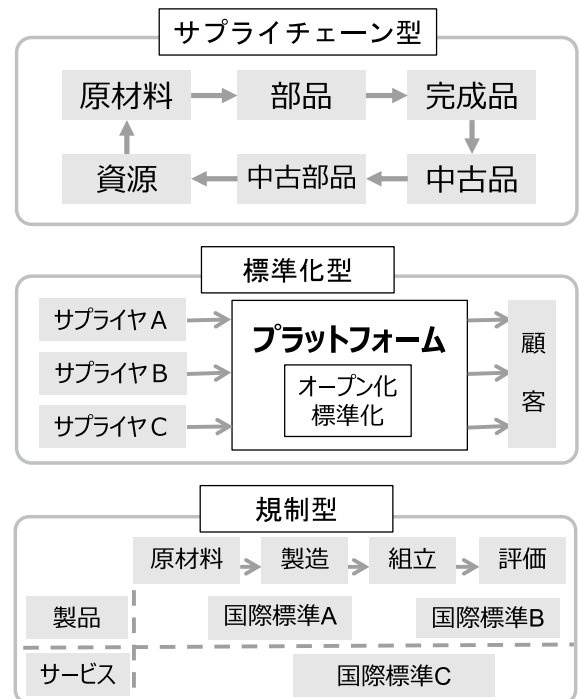 サプライチェーン型
原材料 部品 完成品
資源 中古部品 中古品
標準化型
サプライヤA
サプライヤB
サプライヤC
プラットフォーム
オープン化
標準化
顧
客
規制型
原材料 製造 組立 評価
製品 国際標準A 国際標準B
サービス 国際標準C